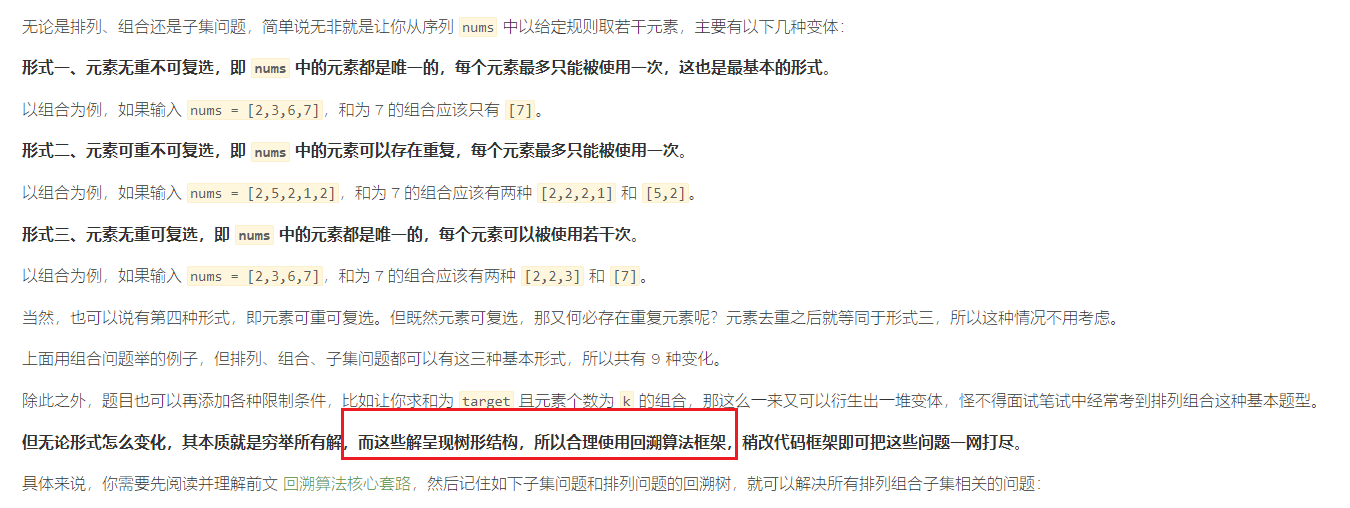 无论是排列、组合还是子集问题，简单说无非就是让你从序列 nums 中以给定规则取若干元素，主要有以下几种变体：
形式一、元素无重不可复选，即 nums 中的元素都是唯一的，每个元素最多只能被使用一次，这也是最基本的形式。
以组合为例，如果输入 nums = [2,3,6,7]，和为 7 的组合应该只有 [7]。
形式二、元素可重不可复选，即 nums 中的元素可以存在重复，每个元素最多只能被使用一次。
以组合为例，如果输入 nums = [2,5,2,1,2]，和为 7 的组合应该有两种 [2,2,2,1] 和 [5,2]。
形式三、元素无重可复选，即 nums 中的元素都是唯一的，每个元素可以被使用若干次。
以组合为例，如果输入 nums = [2,3,6,7]，和为 7 的组合应该有两种 [2,2,3] 和 [7]。
当然，也可以说有第四种形式，即元素可重可复选。但既然元素可复选，那又何必存在重复元素呢？元素去重之后就等同于形式三，所以这种情况不用考虑。
上面用组合问题举的例子，但排列、组合、子集问题都可以有这三种基本形式，所以共有 9 种变化。
除此之外，题目也可以再添加各种限制条件，比如让你求和为 target 且元素个数为 k 的组合，那这么一来又可以衍生出一堆变体，怪不得面试笔试中经常考到排列组合这种基本题型。
但无论形式怎么变化，其本质就是穷举所有解，而这些解呈现树形结构，所以合理使用回溯算法框架，稍改代码框架即可把这些问题一网打尽。
具体来说，你需要先阅读并理解前文 回溯算法核心套路，然后记住如下子集问题和排列问题的回溯树，就可以解决所有排列组合子集相关的问题：